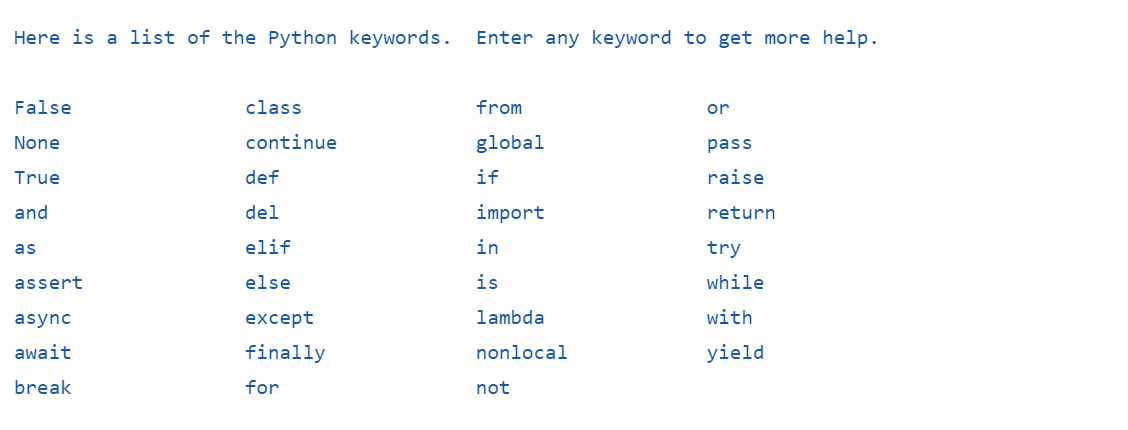 Here is a list of the Python keywords.  Enter any keyword to get more help.
False               class               from                or
None                continue            global              pass
True                def                 if                  raise
and                 del                 import              return
as                  elif                in                  try
assert              else                is                  while
async               except              lambda              with
await               finally             nonlocal            yield
break               for                 not